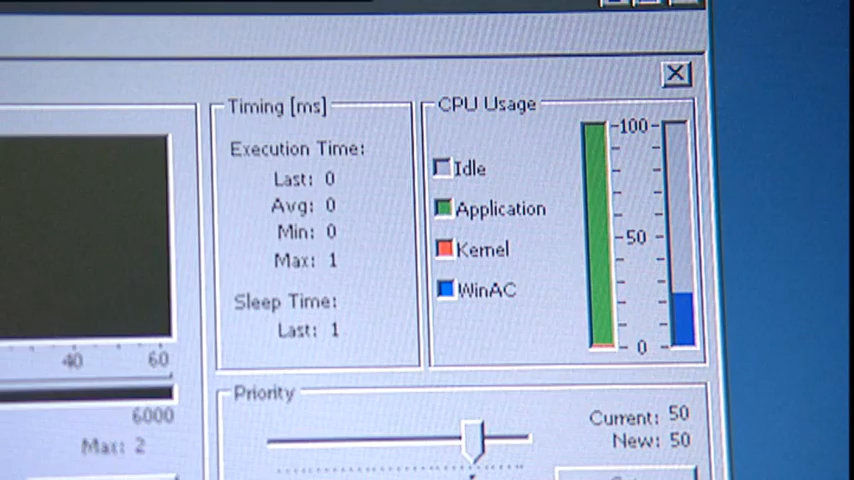 Timing [ms]
Execution Time:
Last: 0
Avg: 0
Min: 0
Max: 1
Sleep Time:
Last: 1
CPU Usage
Idle
Application
Kernel
WinAC
100
50
0
40 60
6000
Max: 2
Priority
Current: 50
New: 50